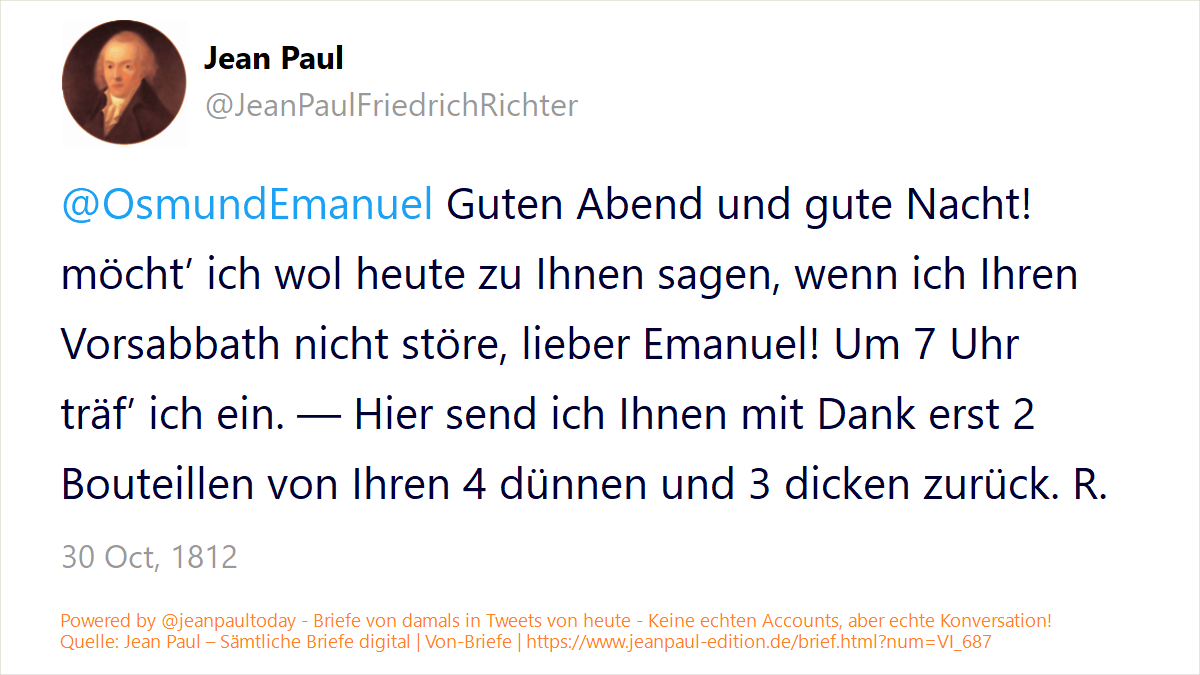 Jean Paul
@JeanPaulFriedrichRichter
@OsmundEmanuel Guten Abend und gute Nacht!
möcht’ ich wol heute zu Ihnen sagen, wenn ich Ihren
Vorsabbath nicht störe, lieber Emanuel! Um 7 Uhr
träf’ ich ein. — Hier send ich Ihnen mit Dank erst 2
Bouteillen von Ihren 4 dünnen und 3 dicken zurück. R.
30 Oct, 1812
Powered by @jeanpaultoday - Briefe von damals in Tweets von heute - Keine echten Accounts, aber echte Konversation!
Quelle: Jean Paul – Sämtliche Briefe digital | Von-Briefe | https://www.jeanpaul-edition.de/brief.html?num=VI_687